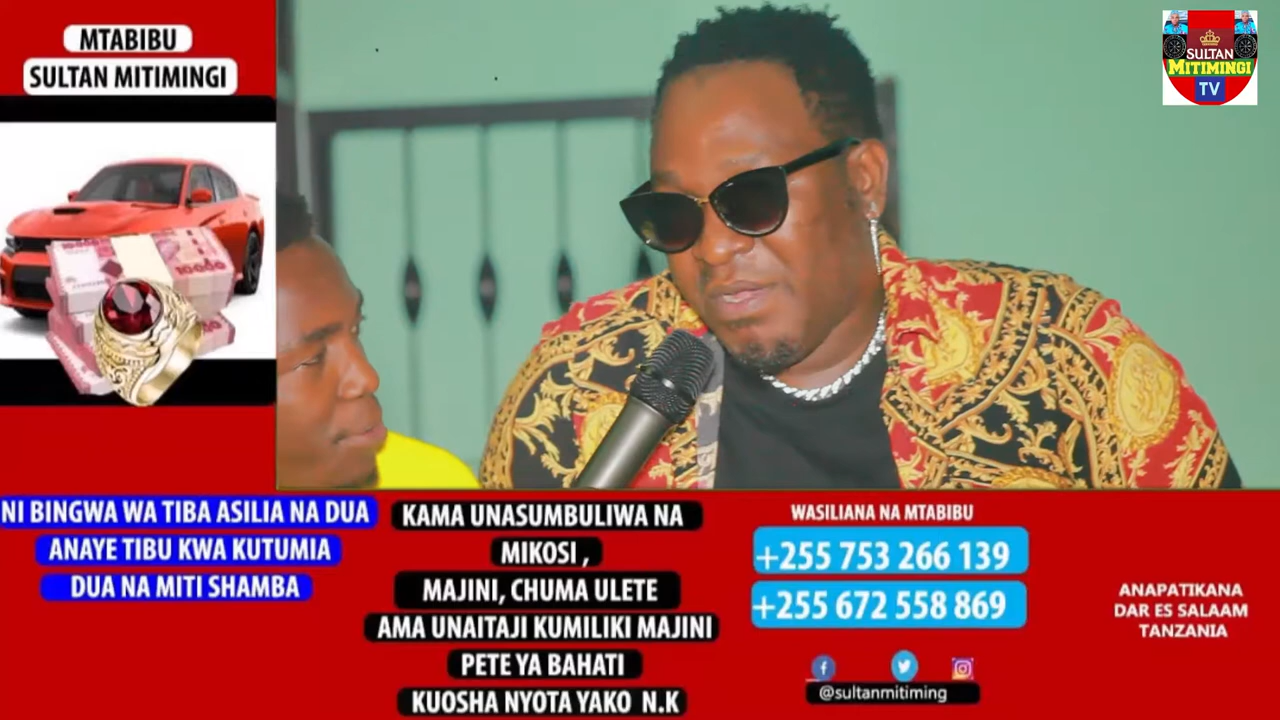 MTABIBU
SULTAN MITIMINGI
SULTAN
MITIMINGI
TV
10000
NI BINGWA WA TIBA ASILIA NA DUA
ANAYE TIBU KWA KUTUMIA
DUA NA MITI SHAMBA
KAMA UNASUMBULIWA NA
MIKOSI ,
MAJINI, CHUMA ULETE
AMA UNAITAJI KUMILIKI MAJINI
PETE YA BAHATI
KUOSHA NYOTA YAKO N.K
WASILIANA NA MTABIBU
+255 753 266 139
+255 672 558 869
@sultanmitiming
ANAPATIKANA
DAR ES SALAAM
TANZANIA